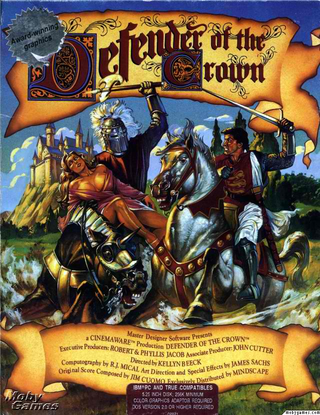 Award-winning
graphics
Defender of the
Crown
Master Designer Software Presents
a CINEMAWARE™ Production DEFENDER OF THE CROWN™
Executive Producers: ROBERT & PHYLLIS JACOB Associate Producer: JOHN CUTTER
Directed by KELLYN BEECK
Computography by R.J. MICAL Art Direction and Special Effects by JAMES SACHS
Original Score Composed by JIM CUOMO Exclusively Distributed by MINDSCAPE
IBM® PC AND TRUE COMPATIBLES
5.25 INCH DISK, 256K MINIMUM
COLOR GRAPHICS ADAPTOR REQUIRED
DOS VERSION 2.0 OR HIGHER REQUIRED
Moby
Games
© mobygames.com